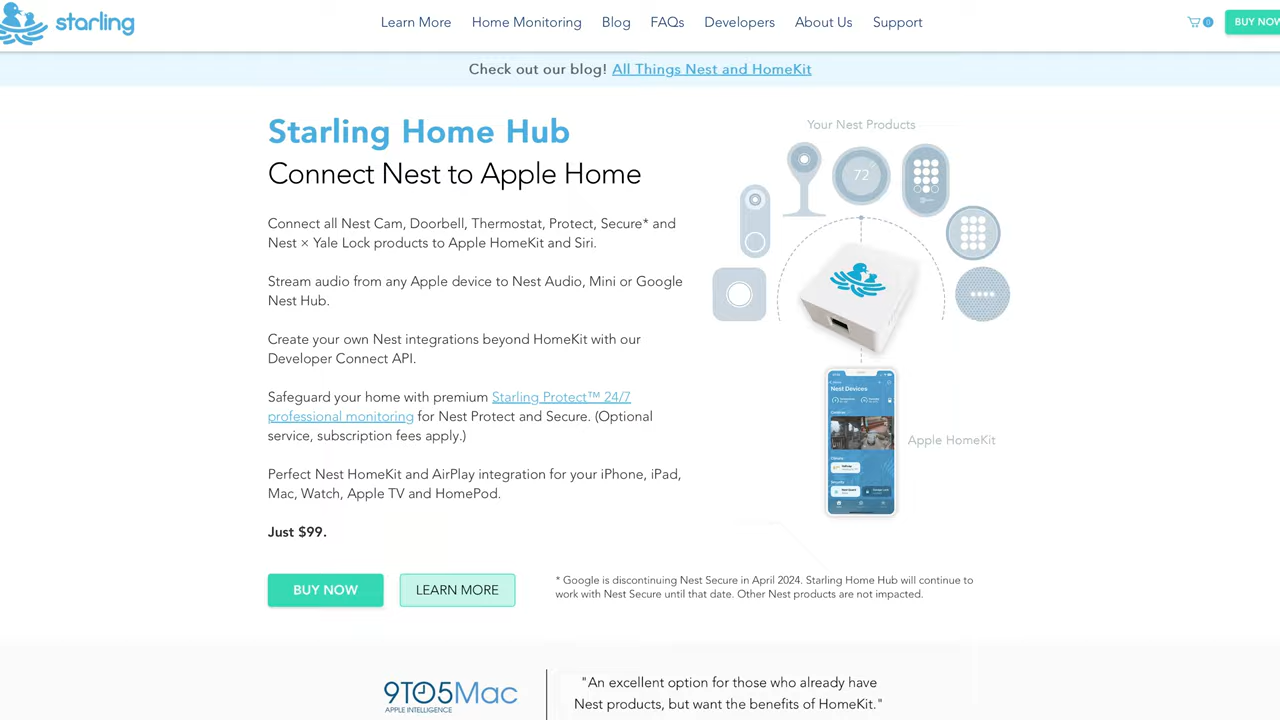 starling
Learn More Home Monitoring Blog FAQs Developers About Us Support
0
BUY NOW
Check out our blog! All Things Nest and HomeKit
Starling Home Hub
Connect Nest to Apple Home
Connect all Nest Cam, Doorbell, Thermostat, Protect, Secure* and
Nest × Yale Lock products to Apple HomeKit and Siri.
Stream audio from any Apple device to Nest Audio, Mini or Google
Nest Hub.
Create your own Nest integrations beyond HomeKit with our
Developer Connect API.
Safeguard your home with premium Starling Protect™ 24/7
professional monitoring for Nest Protect and Secure. (Optional
service, subscription fees apply.)
Perfect Nest HomeKit and AirPlay integration for your iPhone, iPad,
Mac, Watch, Apple TV and HomePod.
Just $99.
BUY NOW
LEARN MORE
Your Nest Products
72
Nest Devices
Apple HomeKit
* Google is discontinuing Nest Secure in April 2024. Starling Home Hub will continue to
work with Nest Secure until that date. Other Nest products are not impacted.
9TO5Mac
APPLE INTELLIGENCE
"An excellent option for those who already have
Nest products, but want the benefits of HomeKit."